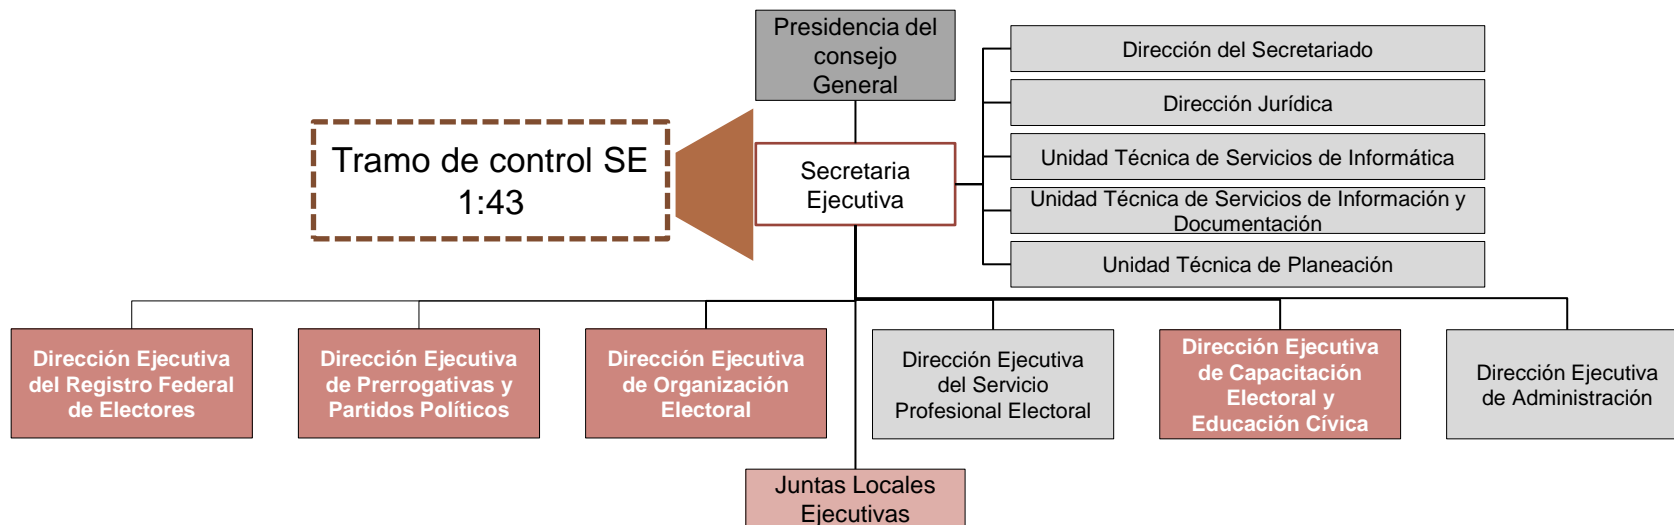 Presidencia del
consejo
General
Dirección del Secretariado
Dirección Jurídica
Tramo de control SE
1:43
Secretaria
Ejecutiva
Unidad Técnica de Servicios de Informática
Unidad Técnica de Servicios de Información y
Documentación
Unidad Técnica de Planeación
Dirección Ejecutiva
del Registro Federal
de Electores
Dirección Ejecutiva
de Prerrogativas y
Partidos Políticos
Dirección Ejecutiva
de Organización
Electoral
Dirección Ejecutiva
del Servicio
Profesional Electoral
Dirección Ejecutiva
de Capacitación
Electoral y
Educación Cívica
Dirección Ejecutiva
de Administración
Juntas Locales
Ejecutivas